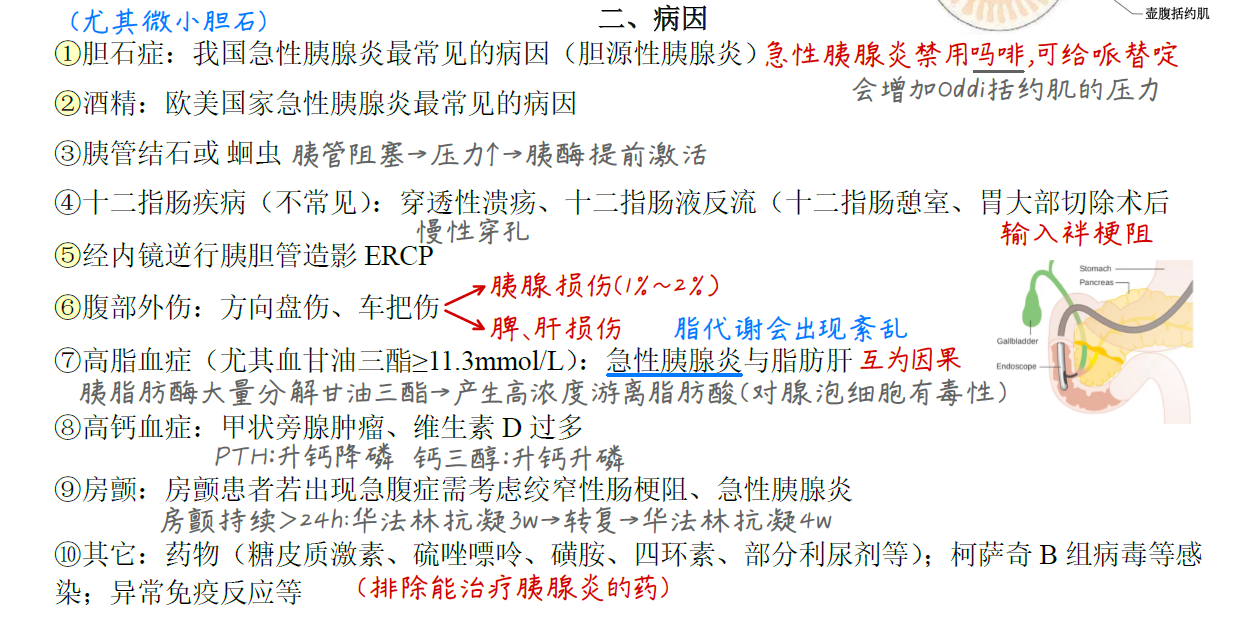 壶腹括约肌
(尤其微小胆石)
二、病因
①胆石症：我国急性胰腺炎最常见的病因（胆源性胰腺炎）急性胰腺炎禁用吗啡,可给哌替啶
会增加Oddi括约肌的压力
②酒精：欧美国家急性胰腺炎最常见的病因
③胰管结石或 蛔虫 胰管阻塞→压力↑→胰酶提前激活
④十二指肠疾病（不常见）：穿透性溃疡、十二指肠液反流（十二指肠憩室、胃大部切除术后
慢性穿孔
输入袢梗阻
⑤经内镜逆行胰胆管造影 ERCP
⑥腹部外伤：方向盘伤、车把伤
胰腺损伤(1%~2%)
脾、肝损伤
脂代谢会出现紊乱
Stomach
Pancreas
Gallbladder
Endoscope
⑦高脂血症（尤其血甘油三酯≥11.3mmol/L）：急性胰腺炎与脂肪肝 互为因果
胰脂肪酶大量分解甘油三酯→产生高浓度游离脂肪酸(对腺泡细胞有毒性)
⑧高钙血症：甲状旁腺肿瘤、维生素 D 过多
PTH:升钙降磷 钙三醇:升钙升磷
⑨房颤：房颤患者若出现急腹症需考虑绞窄性肠梗阻、急性胰腺炎
房颤持续>24h:华法林抗凝3w→转复→华法林抗凝4w
⑩其它：药物（糖皮质激素、硫唑嘌呤、磺胺、四环素、部分利尿剂等）；柯萨奇 B 组病毒等感
染；异常免疫反应等
(排除能治疗胰腺炎的药)